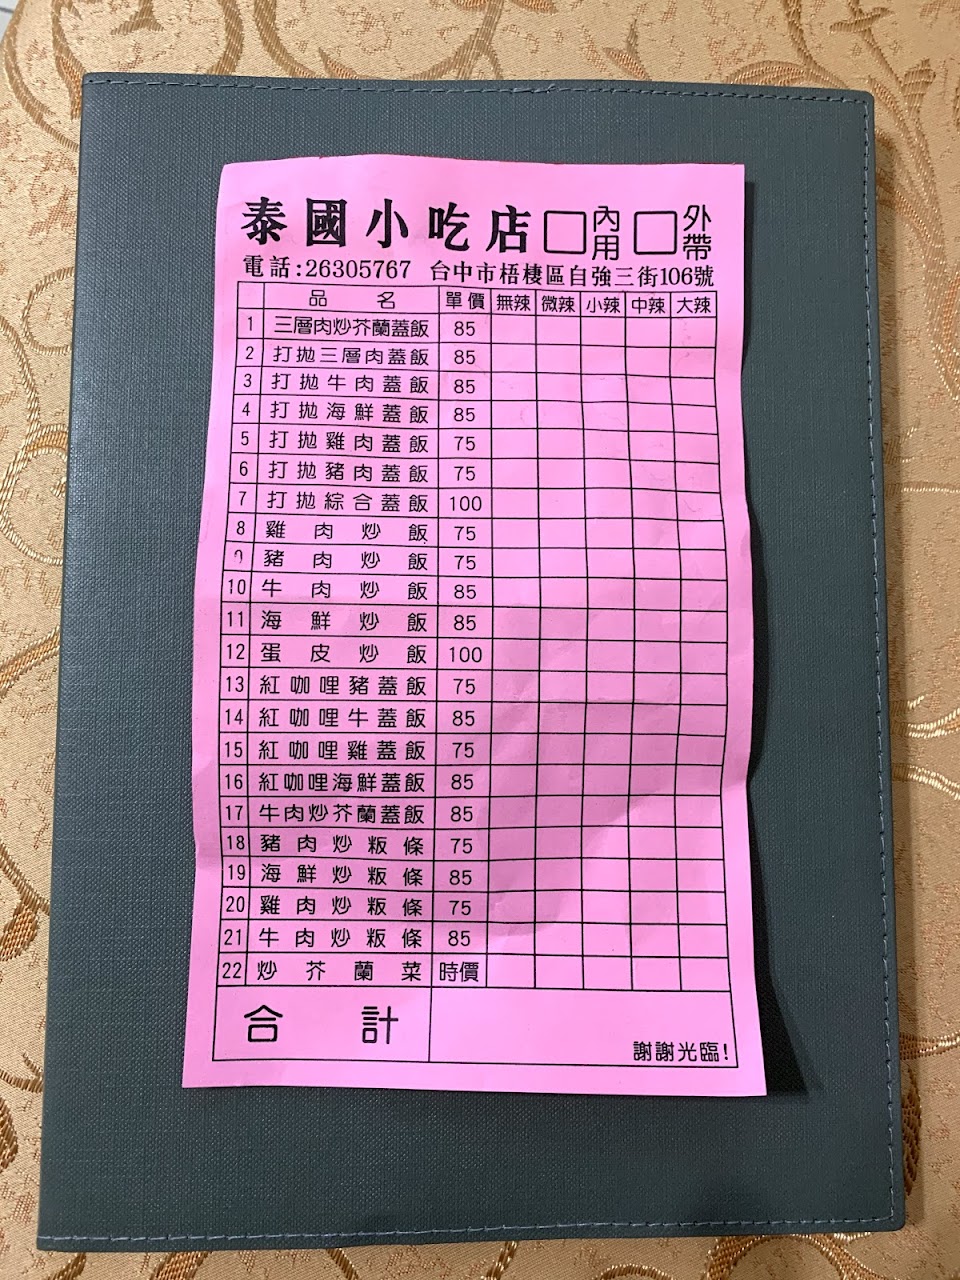 泰國小吃店 □內用 □外帶
電話:26305767 台中市梧棲區自強三街106號
品名 單價 無辣 微辣 小辣 中辣 大辣
1 三層肉炒芥蘭蓋飯 85
2 打拋三層肉蓋飯 85
3 打拋牛肉蓋飯 85
4 打拋海鮮蓋飯 85
5 打拋雞肉蓋飯 75
6 打拋豬肉蓋飯 75
7 打拋綜合蓋飯 100
8 雞肉炒飯 75
9 豬肉炒飯 75
10 牛肉炒飯 85
11 海鮮炒飯 85
12 蛋皮炒飯 100
13 紅咖哩豬蓋飯 75
14 紅咖哩牛蓋飯 85
15 紅咖哩雞蓋飯 75
16 紅咖哩海鮮蓋飯 85
17 牛肉炒芥蘭蓋飯 85
18 豬肉炒粄條 75
19 海鮮炒粄條 85
20 雞肉炒粄條 75
21 牛肉炒粄條 85
22 炒芥蘭菜 時價
合計
謝謝光臨!